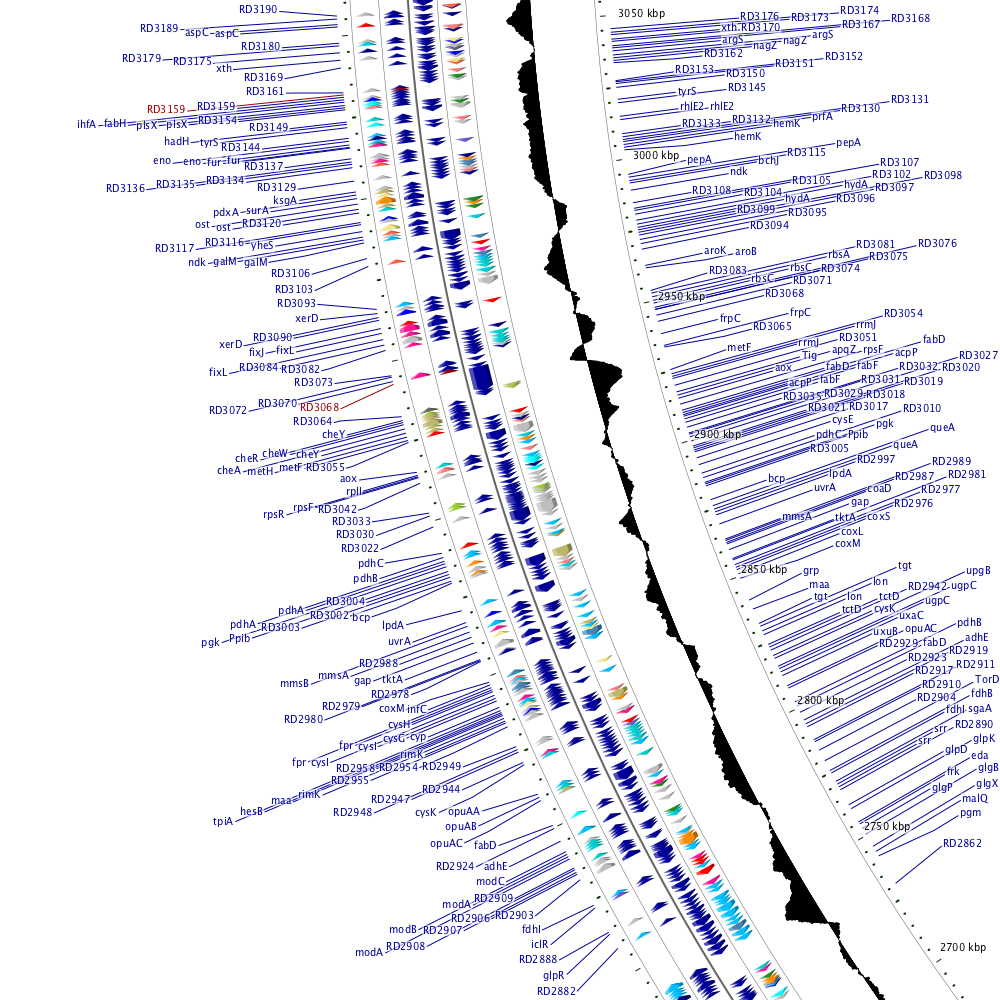 RD3190
RD3189 aspC aspC
RD3180
RD3179 RD3175
xth
RD3169
RD3161
RD3159 RD3159
ihfA fabH plsX plsX RD3154
RD3149
hadH tyrS
RD3144
eno eno fur fur
RD3137
RD3136 RD3135 RD3134
RD3129
ksgA
pdxA surA
ost ost RD3120
RD3117 RD3116 yheS
ndk galM galM
RD3106
RD3103
RD3093
xerD
xerD RD3090
fixJ fixL
fixL RD3084 RD3082
RD3073
RD3072 RD3070
RD3068
RD3064
cheY
cheR cheW cheY
cheA metH metF RD3055
aox
rplI
rpsR rpsF RD3042
RD3033
RD3030
RD3022
pdhC
pdhB
pdhA RD3004
pdhA RD3003 RD3002 bcp
lpdA
pgk Ppib
uvrA
RD2988
mmsB mmsA gap tktA
RD2978
RD2979 coxM infC
RD2980
cysH
fpr cysI cysG cyp
fpr cysI rimK
RD2958 RD2954 RD2949
RD2955
maa rimK RD2944
RD2947
hesB RD2948 cysK opuAA
tpiA
opuAB
opuAC fabD
RD2924 adhE
modC
RD2909
modA RD2906 RD2903
modB RD2907 fdhI
modA RD2908 iclR
RD2888
glpR
RD2882
3050 kbp
RD3176 RD3173 RD3174
xth RD3170 RD3167 RD3168
argS nagZ nagZ argS
RD3162 RD3151 RD3152
RD3153 RD3150
tyrS RD3145
rhlE2 rhlE2 RD3131
RD3130
RD3133 RD3132 hemK prfA
hemK
pepA
3000 kbp
pepA bchJ RD3115
ndk RD3107
RD3102 RD3098
RD3105 hydA RD3097
RD3108 RD3104 hydA RD3096
RD3099 RD3095
RD3094
aroK aroB rbsA RD3081 RD3076
RD3075
RD3083 rbsC rbsC RD3074
RD3071
2950 kbp
RD3068
frpC frpC
RD3065 RD3054
rrmJ
metF rrmJ RD3051 fabD
Tig apqZ rpsF acpP RD3027
aox fabD fabF RD3032 RD3020
acpP fabF RD3031 RD3019
RD3035 RD3029 RD3018
RD3021 RD3017 RD3010
cysE pgk
2900 kbp
pdhC Ppib queA
RD3005 queA
RD2997 RD2989
bcp lpdA RD2987 RD2981
uvrA coaD RD2977
gap RD2976
mmsA tktA coxS
coxL
coxM
2850 kbp
grp tgt upgB
maa lon RD2942 ugpC
tgt lon tctD ugpC
tctD cysK
uxaC
uxuB opuAC pdhB
RD2929 fabD adhE
RD2923 RD2919
RD2917 RD2911
RD2910 TorD
2800 kbp
RD2904 fdhB
fdhI sgaA
srr RD2890
srr glpK
glpD eda
frk glgB
glgP glgX
malQ
pgm
2750 kbp
RD2862
2700 kbp